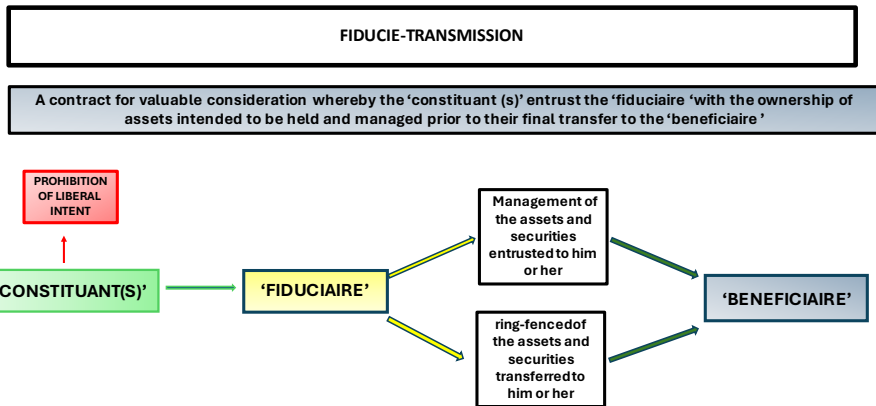 FIDUCIE-TRANSMISSION
A contract for valuable consideration whereby the ‘constituant (s)’ entrust the ‘fiduciaire ‘with the ownership of
assets intended to be held and managed prior to their final transfer to the ‘beneficiaire ’
PROHIBITION
OF LIBERAL
INTENT
CONSTITUANT(S)’
‘FIDUCIAIRE’
Management of
the assets and
securities
entrusted to him
or her
ring-fencedof
the assets and
securities
transferred to
him or her
‘BENEFICIAIRE’